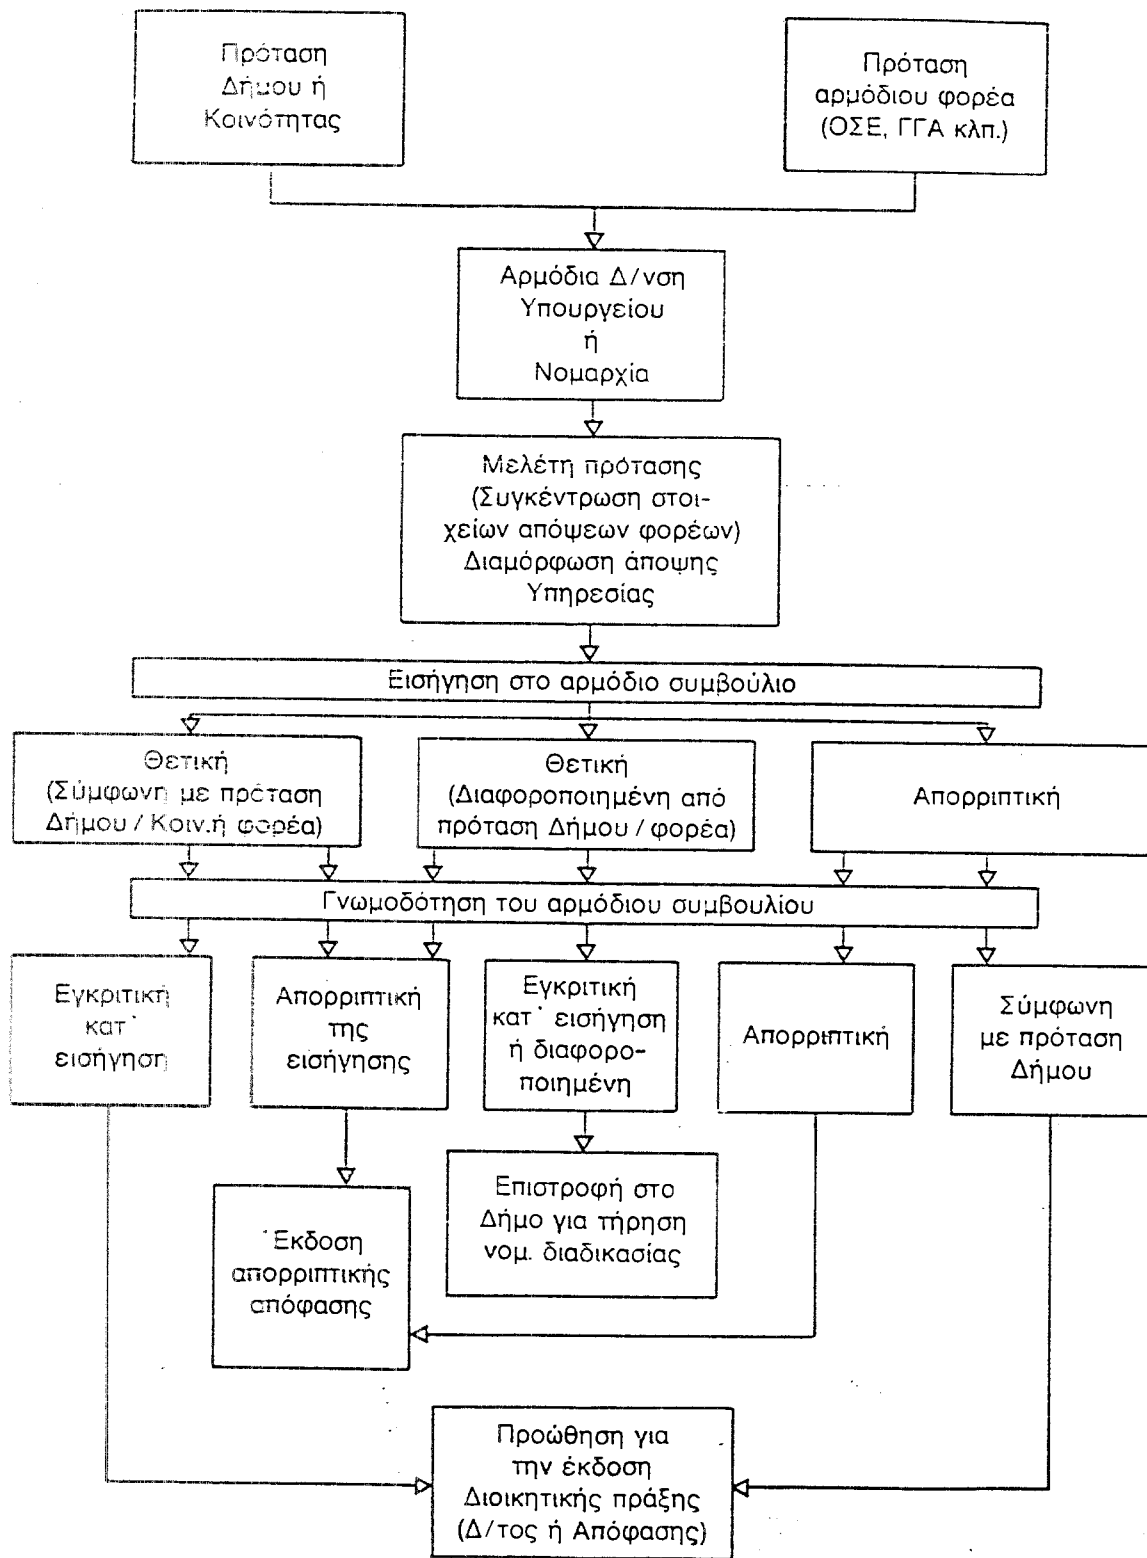 Πρόταση
Δήμου ή
Κοινότητας
Πρόταση
αρμόδιου φορέα
(ΟΣΕ, ΓΓΑ κλπ.)
Αρμόδια Δ/νση
Υπουργείου
ή
Νομαρχία
Μελέτη πρότασης
(Συγκέντρωση στοι-
χείων απόψεων φορέων)
Διαμόρφωση άποψης
Υπηρεσίας
Εισήγηση στο αρμόδιο συμβούλιο
Θετική
(Σύμφωνη με πρόταση
Δήμου / Κοιν.ή φορέα)
Θετική
(Διαφοροποιημένη από
πρόταση Δήμου / φορέα)
Απορριπτική
Γνωμοδότηση του αρμόδιου συμβουλίου
Εγκριτική
κατ΄
εισήγηση
Απορριπτική
της
εισήγησης
Εγκριτική
κατ΄ εισήγηση
ή διαφορο-
ποιημένη
Απορριπτική
Σύμφωνη
με πρόταση
Δήμου
Επιστροφή στο
Δήμο για τήρηση
νομ. διαδικασίας
΄Εκδοση
απορριπτικής
απόφασης
Προώθηση για
την έκδοση
Διοικητικής πράξης
(Δ/τος ή Απόφασης)